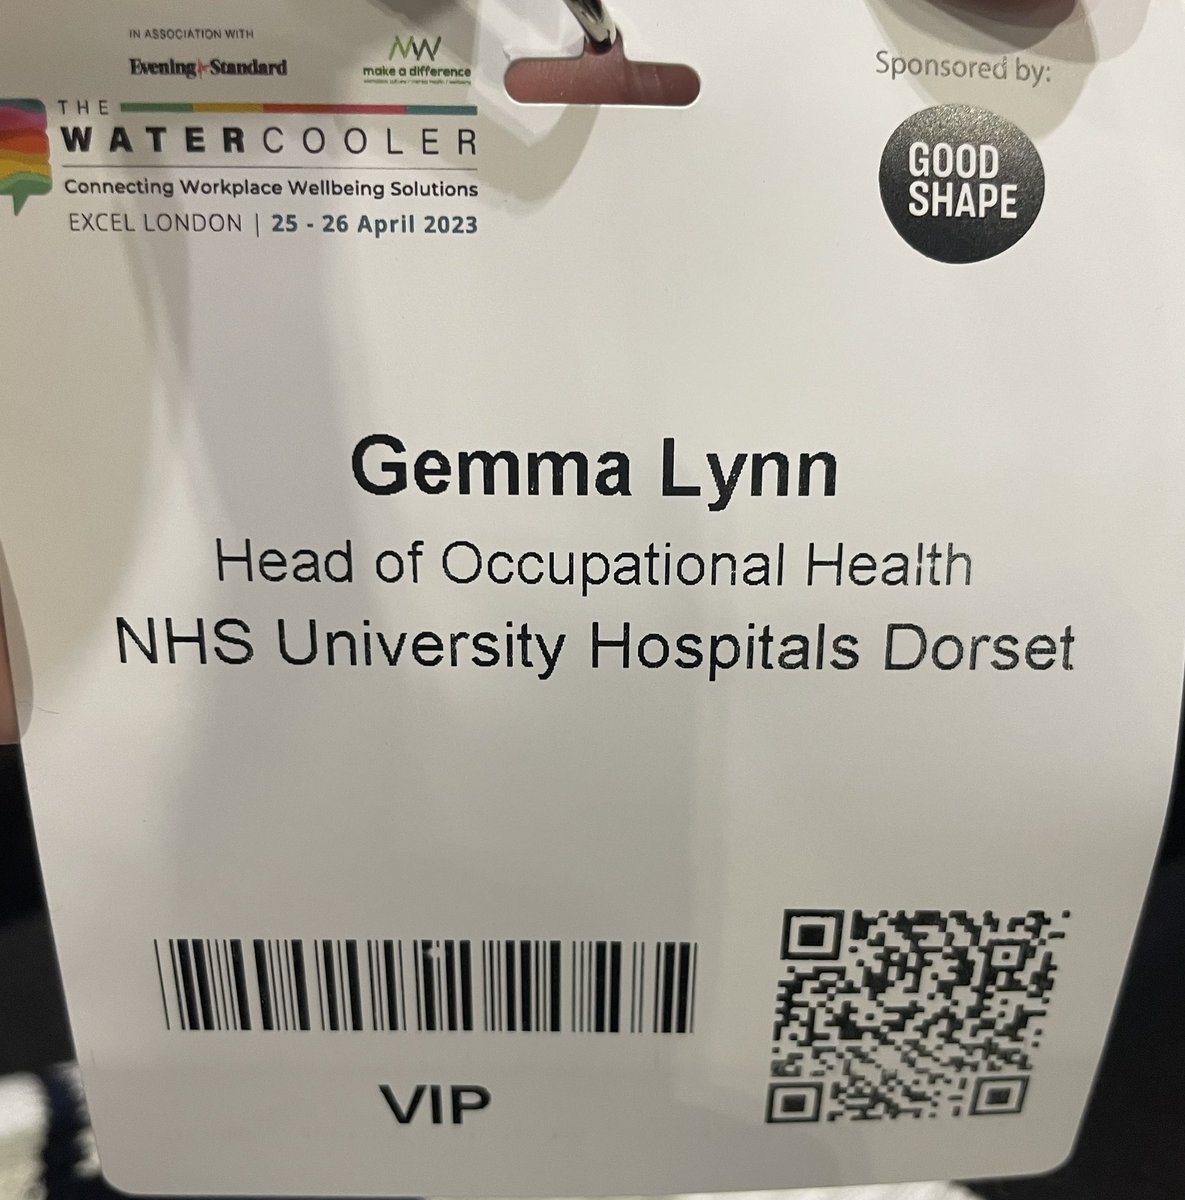 IN ASSOCIATION WITH
Evening Standard
make a difference
THE
WATERCOOLER
Connecting Workplace Wellbeing Solutions
EXCEL LONDON | 25 - 26 April 2023
Sponsored by:
GOOD
SHAPE
Gemma Lynn
Head of Occupational Health
NHS University Hospitals Dorset
VIP